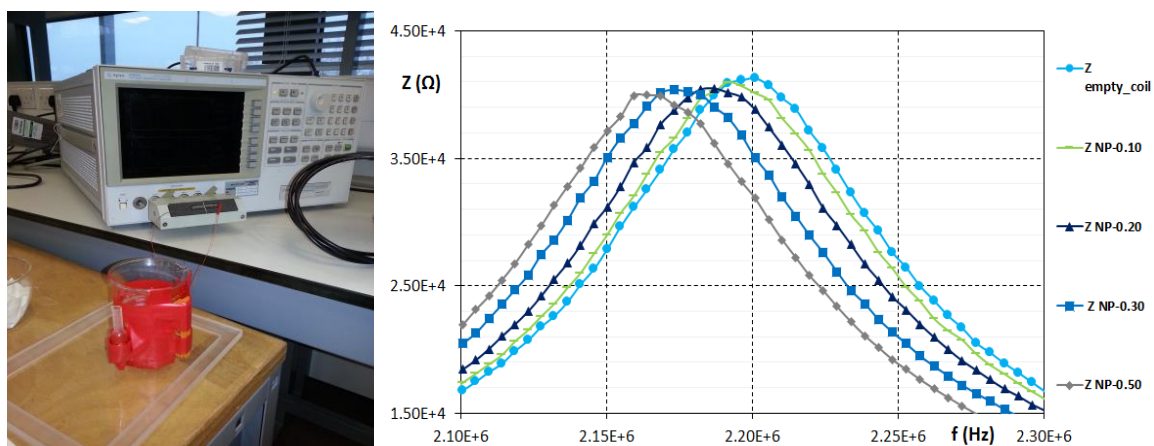 4.50E+4
Z (Ω)
3.50E+4
2.50E+4
1.50E+4
2.10E+6
2.15E+6
2.20E+6
2.25E+6
f (Hz)
2.30E+6
Z
empty_coil
Z NP-0.10
Z NP-0.20
Z NP-0.30
Z NP-0.50